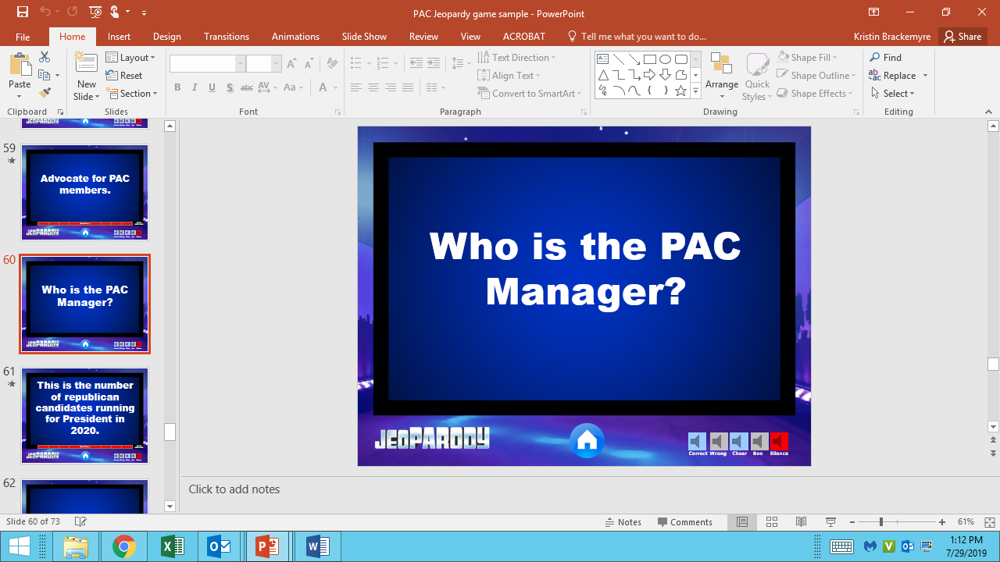 PAC Jeopardy game sample - PowerPoint
File Home Insert Design Transitions Animations Slide Show Review View ACROBAT Tell me what you want to do... Kristin Brackemyre Share
Paste
New Slide
Layout
Reset
Section
B I U S abc AV Aa A
A A
Text Direction
Align Text
Convert to SmartArt
Arrange
Quick Styles
Shape Fill
Shape Outline
Shape Effects
Find
Replace
Select
Clipboard Slides Font Paragraph Drawing Editing
59
Advocate for PAC
members.
JEOPARDY
60
Who is the PAC
Manager?
JEOPARDY
61
This is the number
of republican
candidates running
for President in
2020.
JEOPARDY
62
Who is the PAC
Manager?
JEOPARDY
Correct Wrong Cheer Boo Silence
Click to add notes
Slide 60 of 73 Notes Comments 61%
1:12 PM
7/29/2019